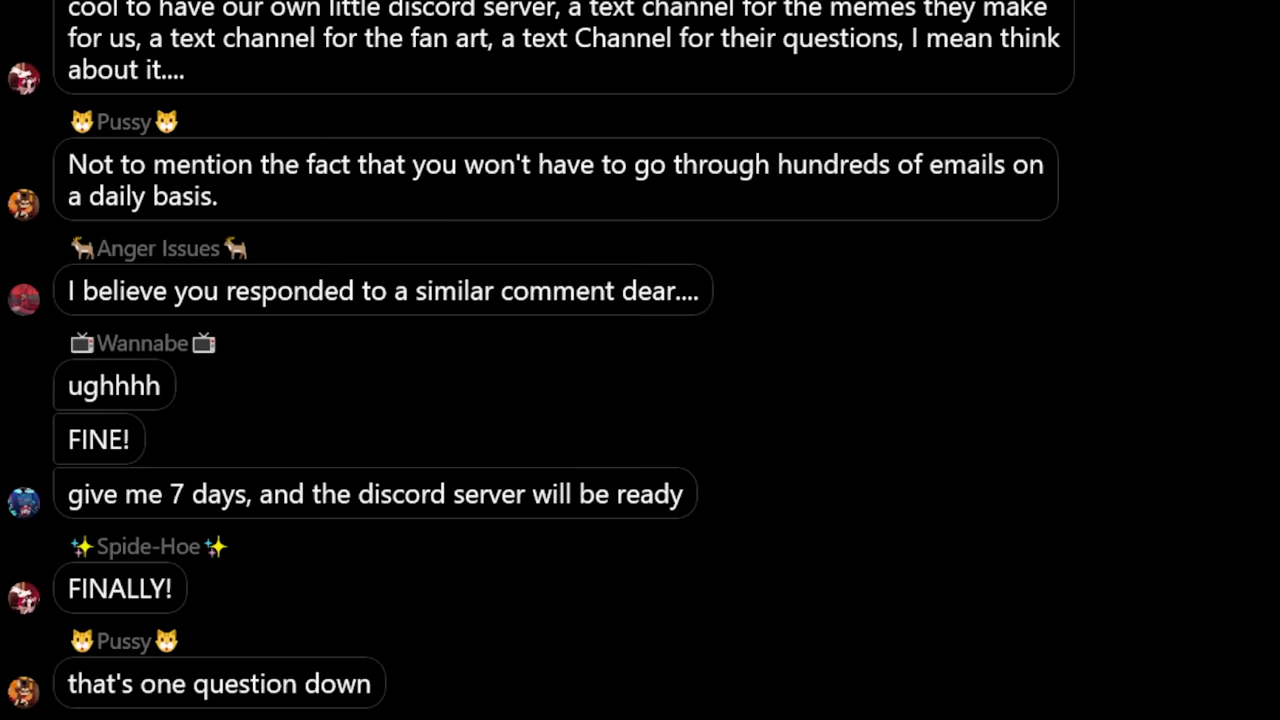 cool to have our own little discord server, a text channel for the memes they make
for us, a text channel for the fan art, a text Channel for their questions, I mean think
about it....
🐱Pussy🐱
Not to mention the fact that you won't have to go through hundreds of emails on
a daily basis.
🐐Anger Issues🐐
I believe you responded to a similar comment dear....
📺Wannabe📺
ughhhh
FINE!
give me 7 days, and the discord server will be ready
✨Spide-Hoe✨
FINALLY!
🐱Pussy🐱
that's one question down